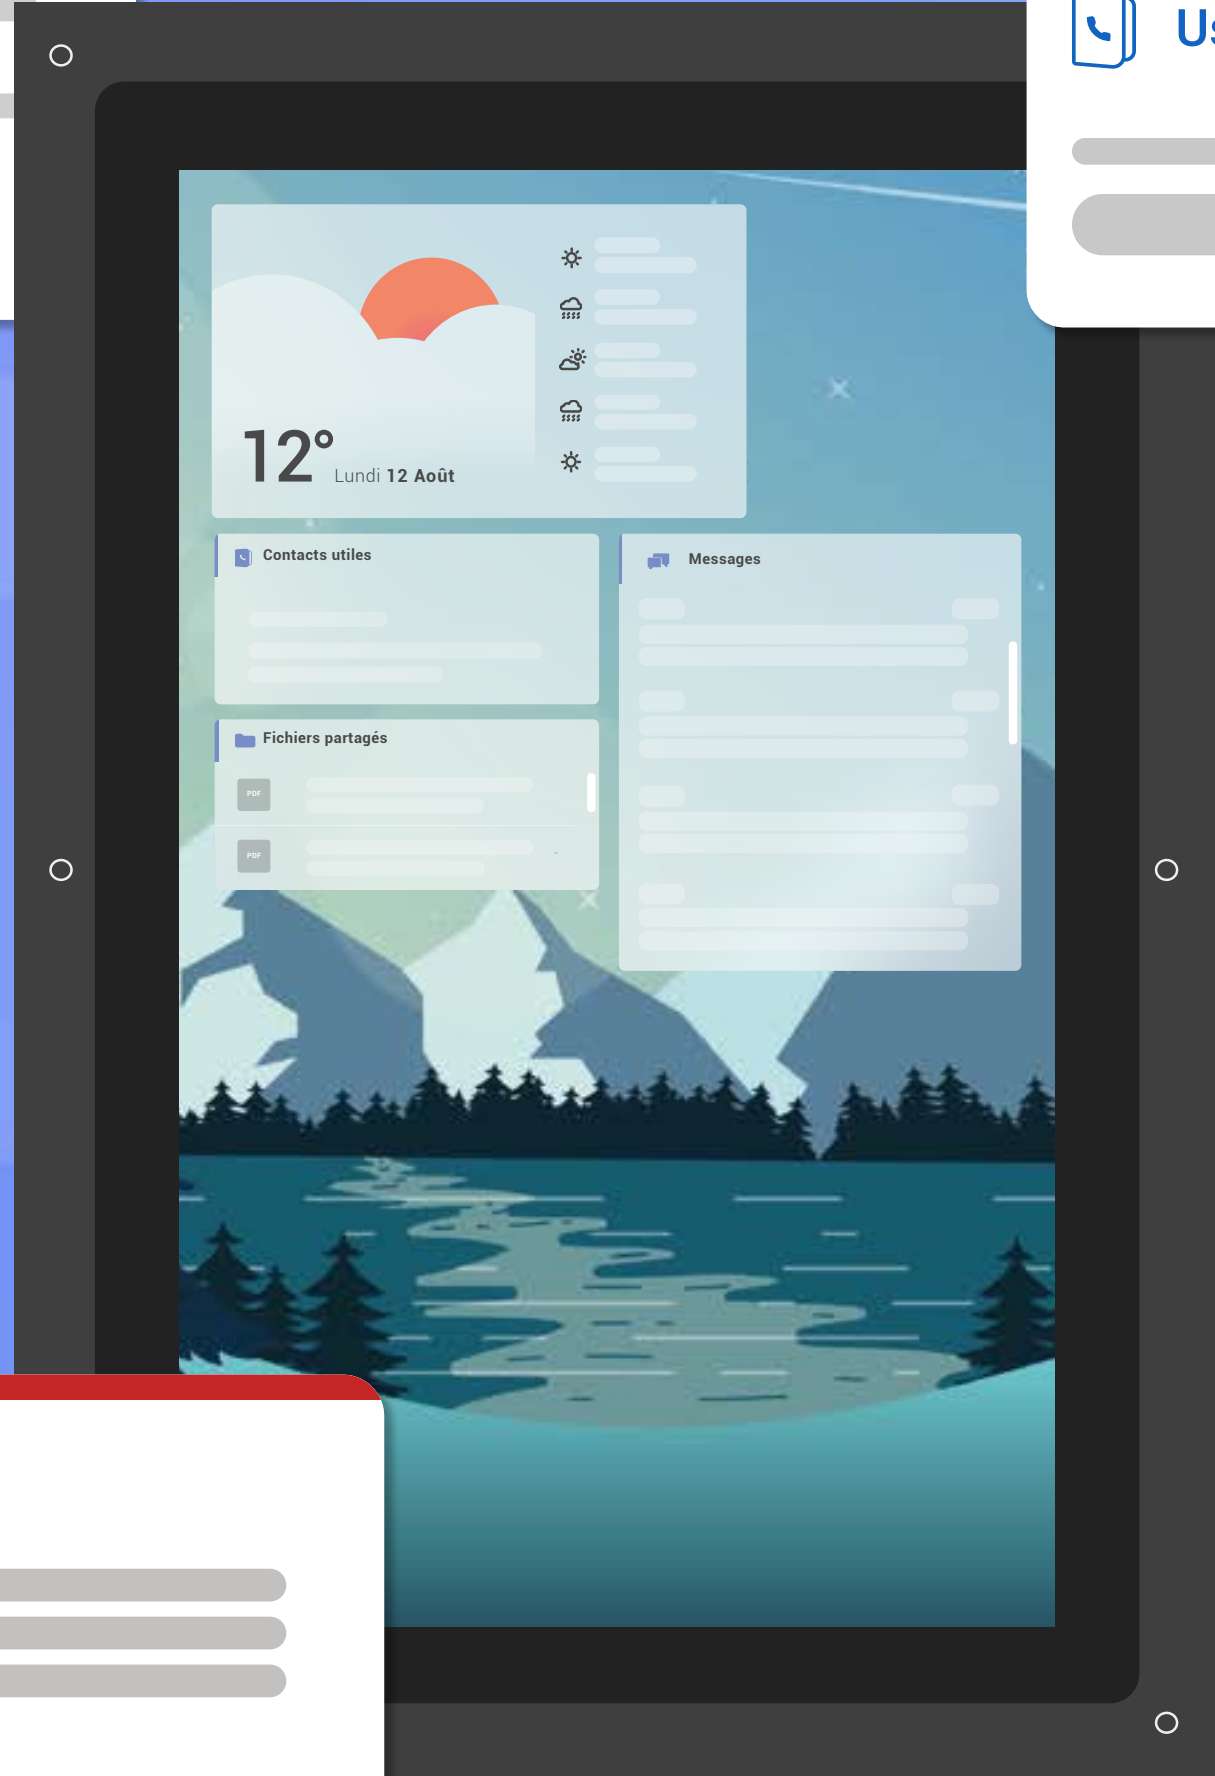 12°
Lundi 12 Août
Contacts utiles
Messages
Fichiers partagés
PDF
PDF